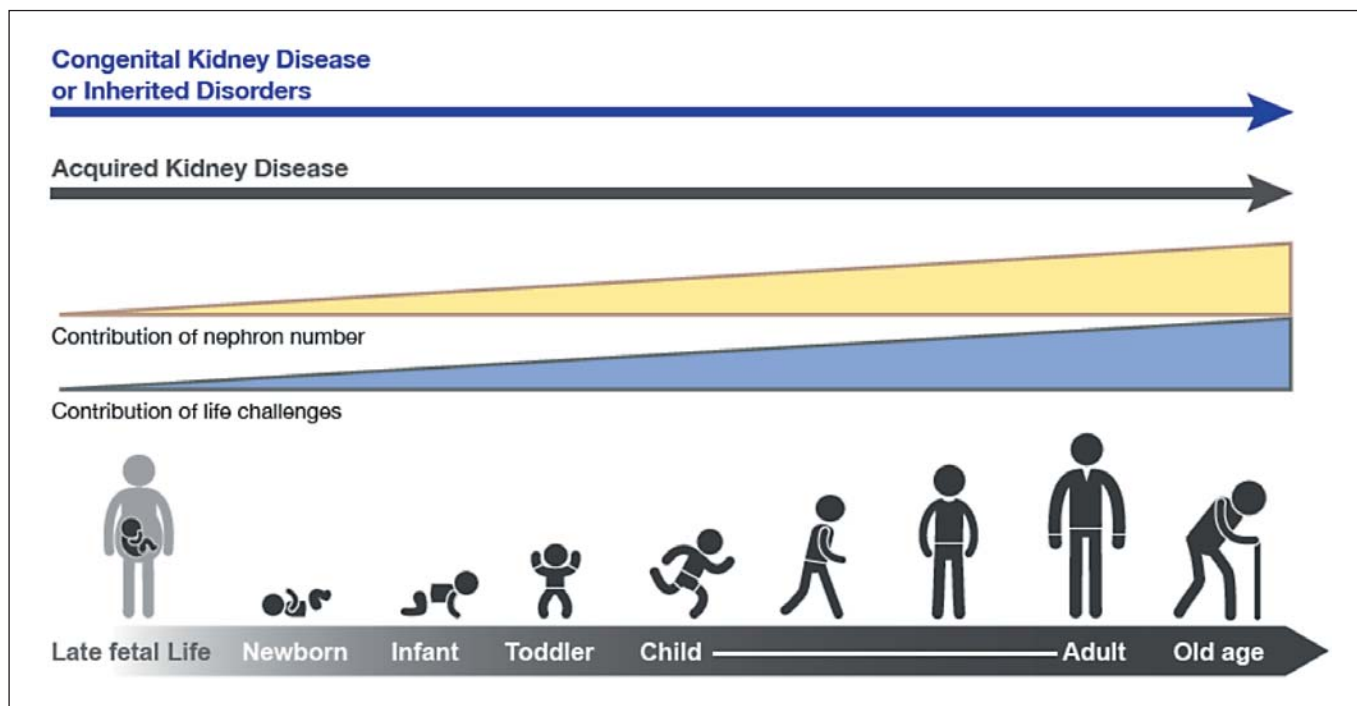 Congenital Kidney Disease
or Inherited Disorders
Acquired Kidney Disease
Contribution of nephron number
Contribution of life challenges
Late fetal Life Newborn Infant Toddler Child Adult Old age